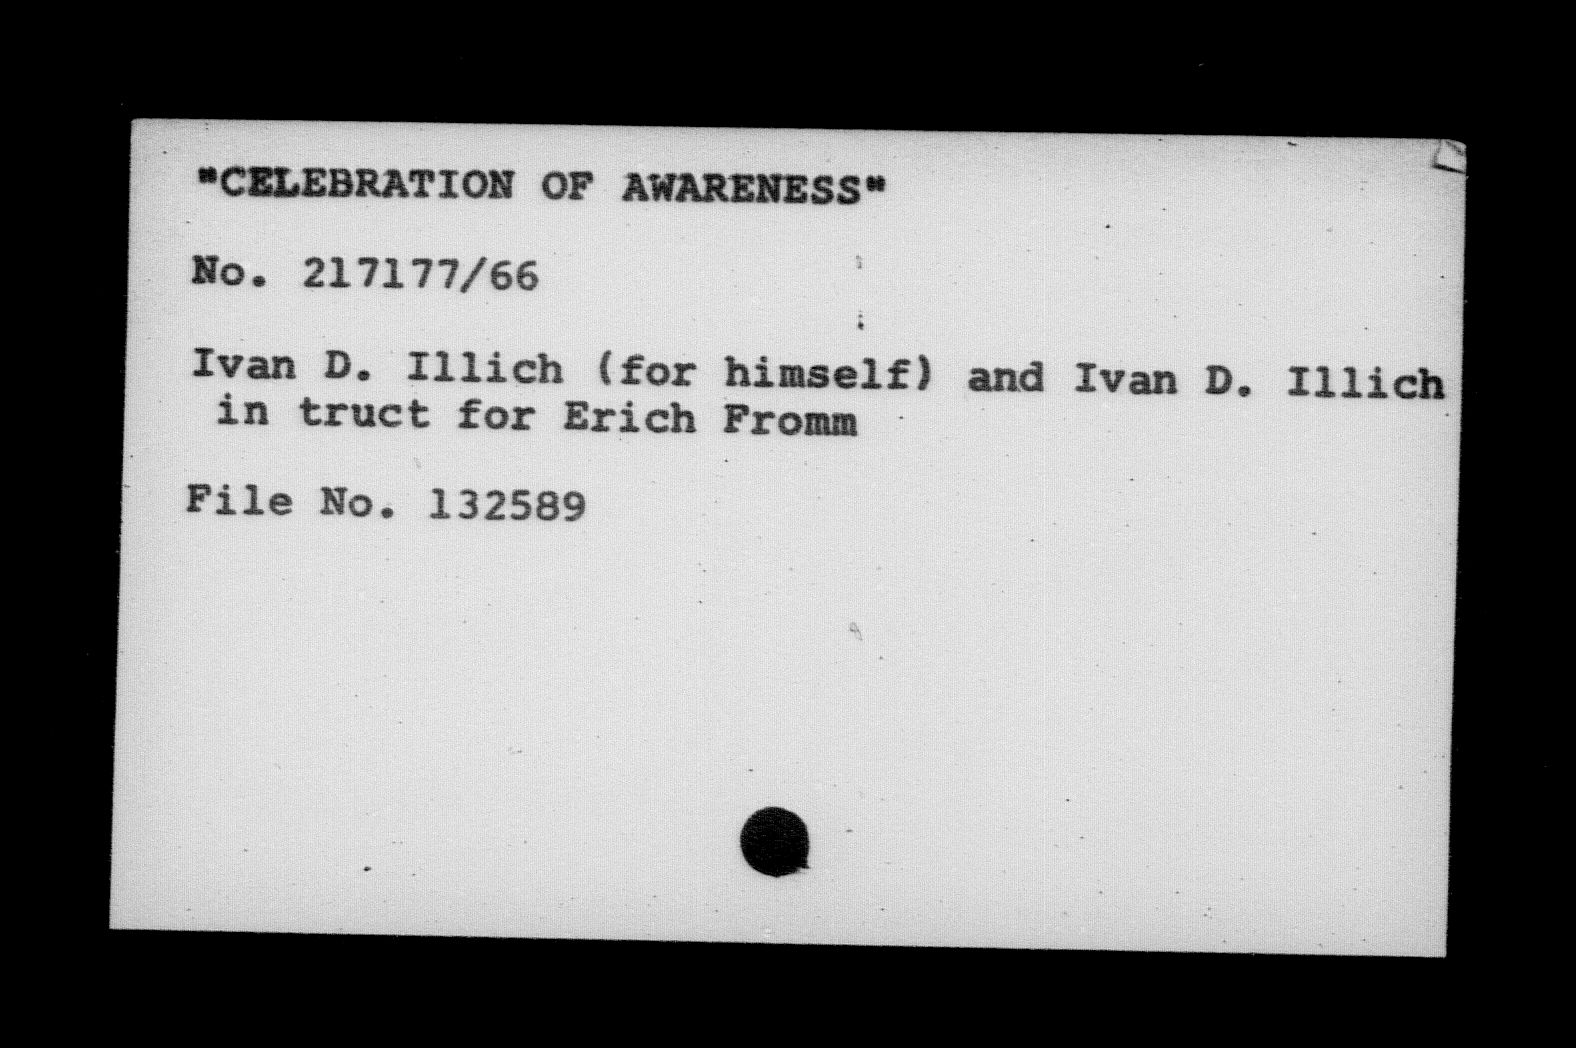 "CELEBRATION OF AWARENESS"
No. 217177/66
Ivan D. Illich (for himself) and Ivan D. Illich
in truct for Erich Fromm
File No. 132589